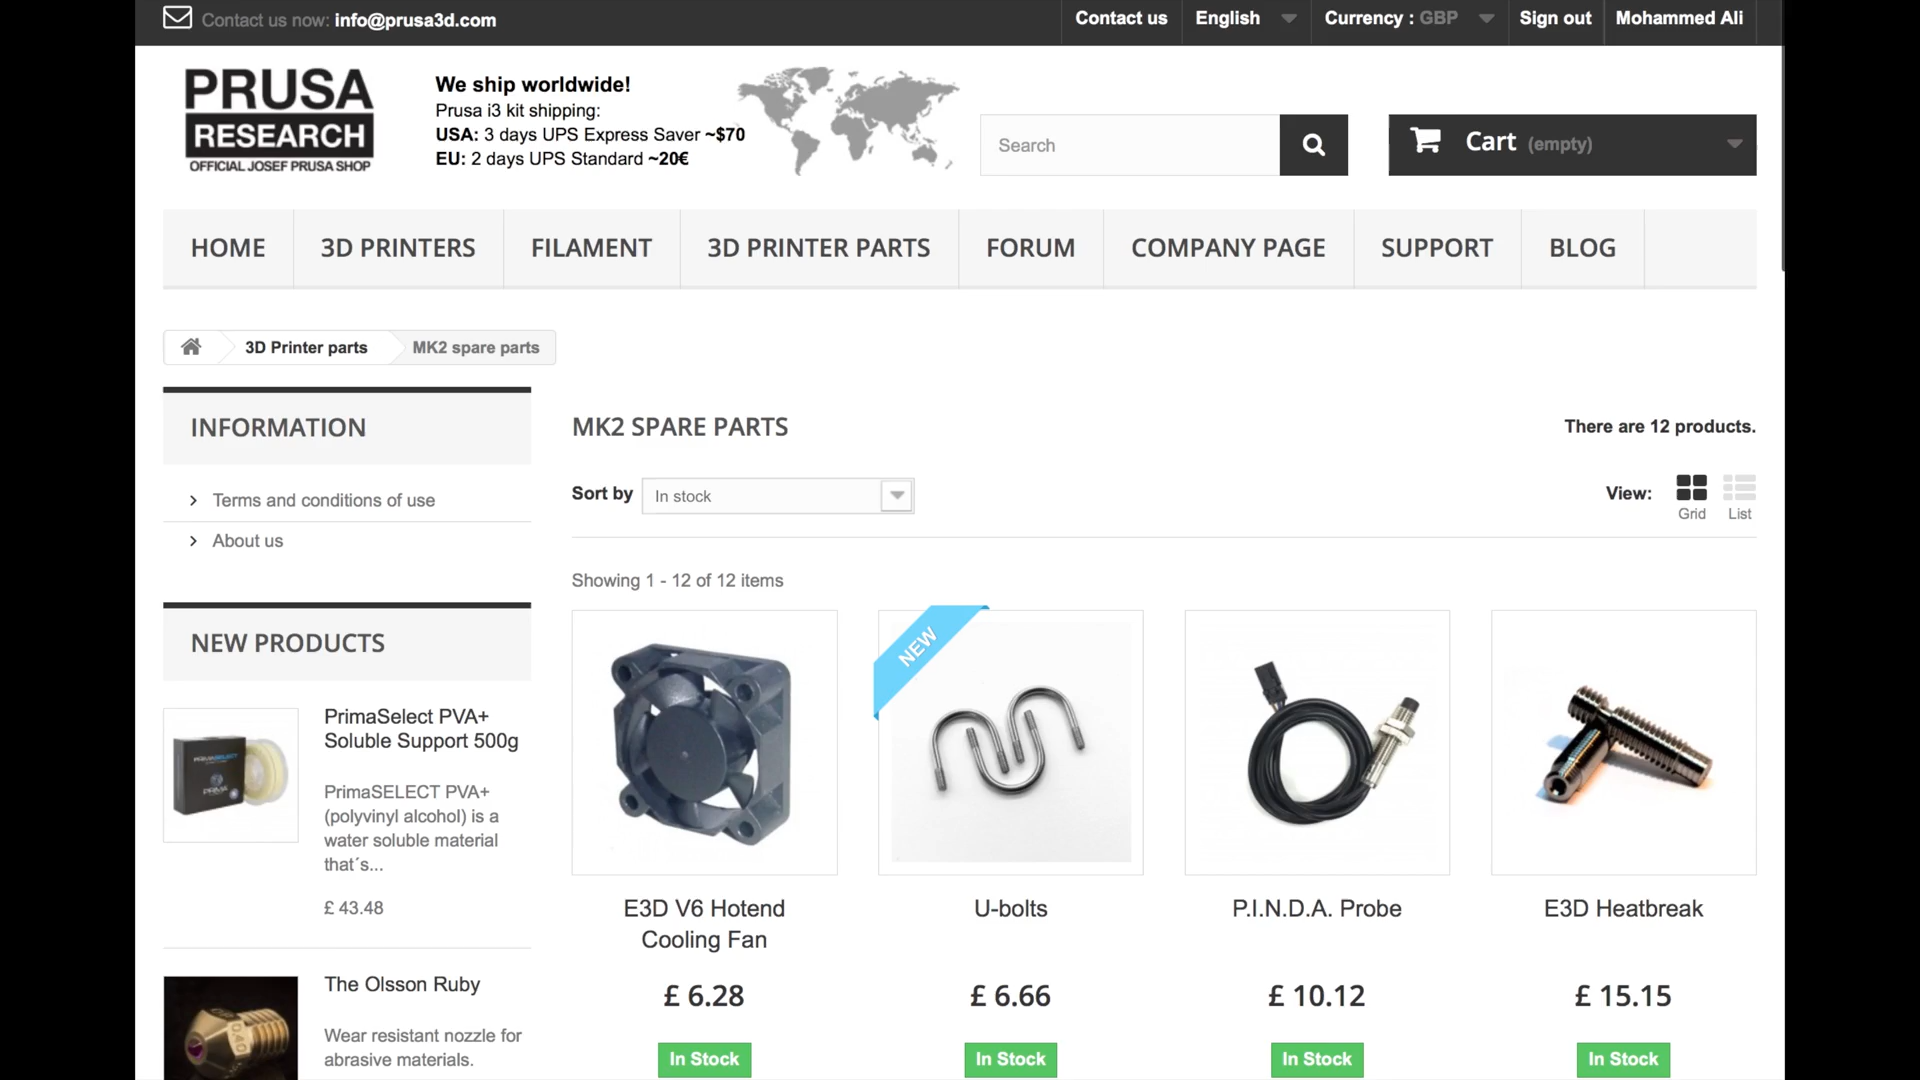 Contact us now: info@prusa3d.com
Contact us
English
Currency : GBP
Sign out
Mohammed Ali
PRUSA
RESEARCH
OFFICIAL JOSEF PRUSA SHOP
We ship worldwide!
Prusa i3 kit shipping:
USA: 3 days UPS Express Saver ~$70
EU: 2 days UPS Standard ~20€
Search
Cart (empty)
HOME
3D PRINTERS
FILAMENT
3D PRINTER PARTS
FORUM
COMPANY PAGE
SUPPORT
BLOG
3D Printer parts
MK2 spare parts
INFORMATION
Terms and conditions of use
About us
NEW PRODUCTS
PrimaSelect PVA+
Soluble Support 500g
PrimaSELECT PVA+
(polyvinyl alcohol) is a
water soluble material
that´s...
£ 43.48
The Olsson Ruby
Wear resistant nozzle for
abrasive materials.
MK2 SPARE PARTS
There are 12 products.
Sort by
In stock
View:
Grid
List
Showing 1 - 12 of 12 items
NEW
E3D V6 Hotend
Cooling Fan
£ 6.28
In Stock
U-bolts
£ 6.66
In Stock
P.I.N.D.A. Probe
£ 10.12
In Stock
E3D Heatbreak
£ 15.15
In Stock